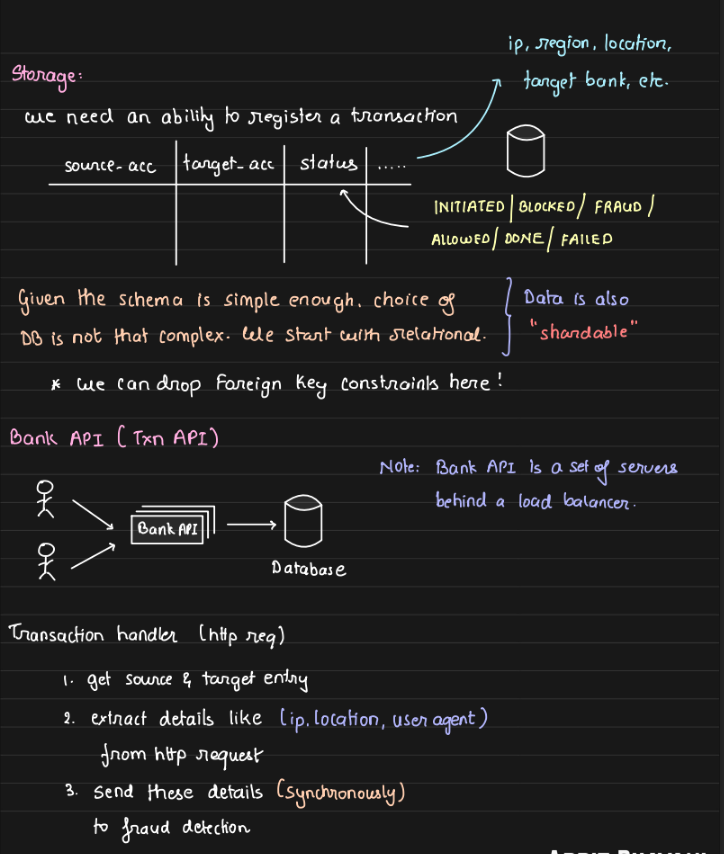 ip, region, location,
target bank, etc.
Storage:
we need an ability to register a transaction
source-acc target-acc status .....
INITIATED | BLOCKED / FRAUD /
ALLOWED / DONE / FAILED
Given the schema is simple enough, choice of
DB is not that complex. We start with relational.
Data is also
"shardable"
* we can drop Foreign Key constraints here!
Bank API (Txn API)
Note: Bank API is a set of servers
behind a load balancer.
Bank API
Database
Transaction handler (http req)
1. get source & target entry
2. extract details like (ip, location, user agent)
from http request
3. send these details (synchronously)
to fraud detection